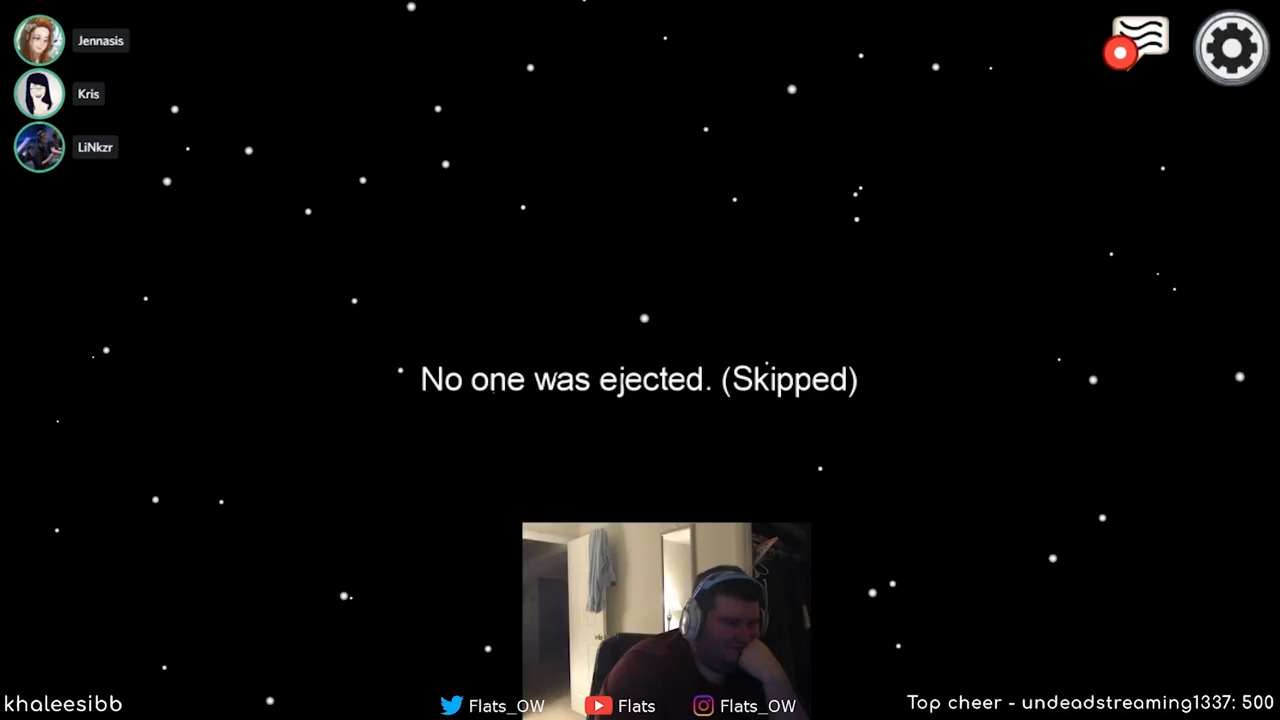 Jennasis
Kris
LiNkzr
No one was ejected. (Skipped)
khaleesibb
Flats_OW
Flats
Flats_OW
Top cheer - undeadstreaming1337: 500